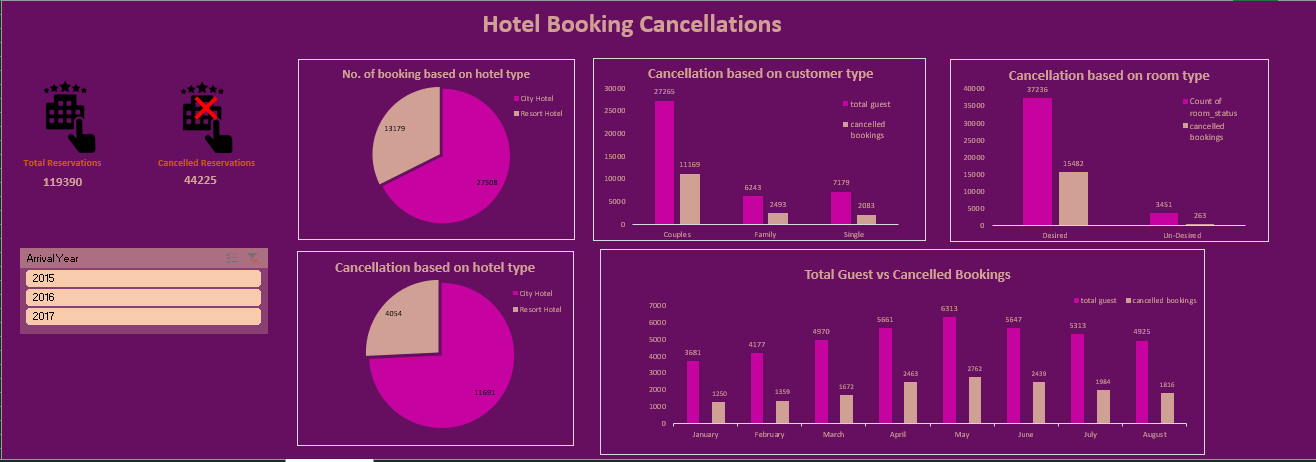 Hotel Booking Cancellations
Total Reservations
119390
Cancelled Reservations
44225
Arrival Year
2015
2016
2017
No. of booking based on hotel type
City Hotel
Resort Hotel
13179
27508
Cancellation based on customer type
30000
25000
20000
15000
10000
5000
0
27265
11169
6243
2493
7179
2083
Couples
Family
Single
total guest
cancelled
bookings
Cancellation based on room type
40000
35000
30000
25000
20000
15000
10000
5000
0
37236
15482
3451
263
Desired
Un-Desired
Count of
room_status
cancelled
bookings
Cancellation based on hotel type
City Hotel
Resort Hotel
4054
11691
Total Guest vs Cancelled Bookings
total guest
cancelled bookings
7000
6000
5000
4000
3000
2000
1000
0
3681
1250
4177
1359
4970
1672
5661
2463
6313
2762
5647
2439
5313
1984
4925
1816
January
February
March
April
May
June
July
August